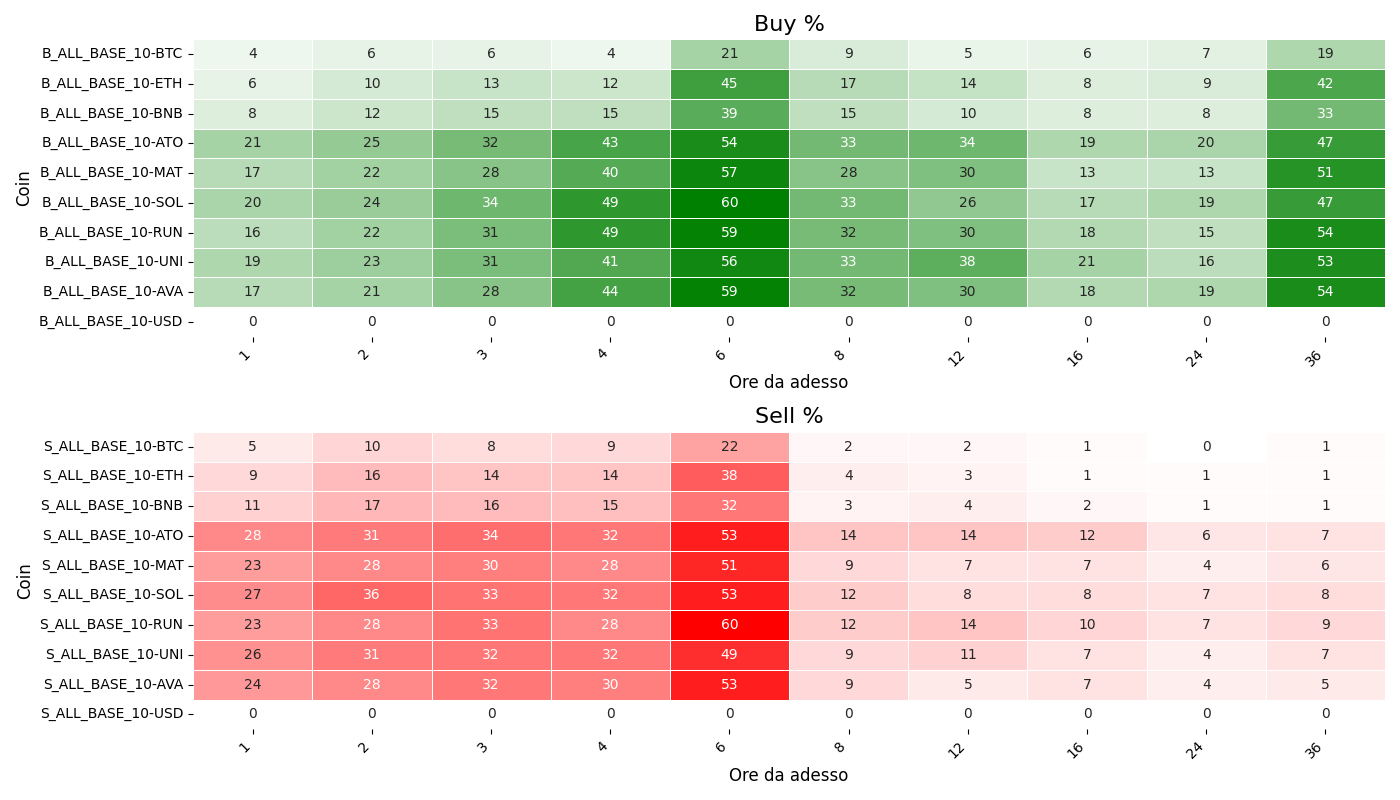 Buy %
Coin
B_ALL_BASE_10-BTC 4 6 6 4 21 9 5 6 7 19
B_ALL_BASE_10-ETH 6 10 13 12 45 17 14 8 9 42
B_ALL_BASE_10-BNB 8 12 15 15 39 15 10 8 8 33
B_ALL_BASE_10-ATO 21 25 32 43 54 33 34 19 20 47
B_ALL_BASE_10-MAT 17 22 28 40 57 28 30 13 13 51
B_ALL_BASE_10-SOL 20 24 34 49 60 33 26 17 19 47
B_ALL_BASE_10-RUN 16 22 31 49 59 32 30 18 15 54
B_ALL_BASE_10-UNI 19 23 31 41 56 33 38 21 16 53
B_ALL_BASE_10-AVA 17 21 28 44 59 32 30 18 19 54
B_ALL_BASE_10-USD 0 0 0 0 0 0 0 0 0 0
1 2 3 4 6 8 12 16 24 36
Ore da adesso
Sell %
Coin
S_ALL_BASE_10-BTC 5 10 8 9 22 2 2 1 0 1
S_ALL_BASE_10-ETH 9 16 14 14 38 4 3 1 1 1
S_ALL_BASE_10-BNB 11 17 16 15 32 3 4 2 1 1
S_ALL_BASE_10-ATO 28 31 34 32 53 14 14 12 6 7
S_ALL_BASE_10-MAT 23 28 30 28 51 9 7 7 4 6
S_ALL_BASE_10-SOL 27 36 33 32 53 12 8 8 7 8
S_ALL_BASE_10-RUN 23 28 33 28 60 12 14 10 7 9
S_ALL_BASE_10-UNI 26 31 32 32 49 9 11 7 4 7
S_ALL_BASE_10-AVA 24 28 32 30 53 9 5 7 4 5
S_ALL_BASE_10-USD 0 0 0 0 0 0 0 0 0 0
1 2 3 4 6 8 12 16 24 36
Ore da adesso